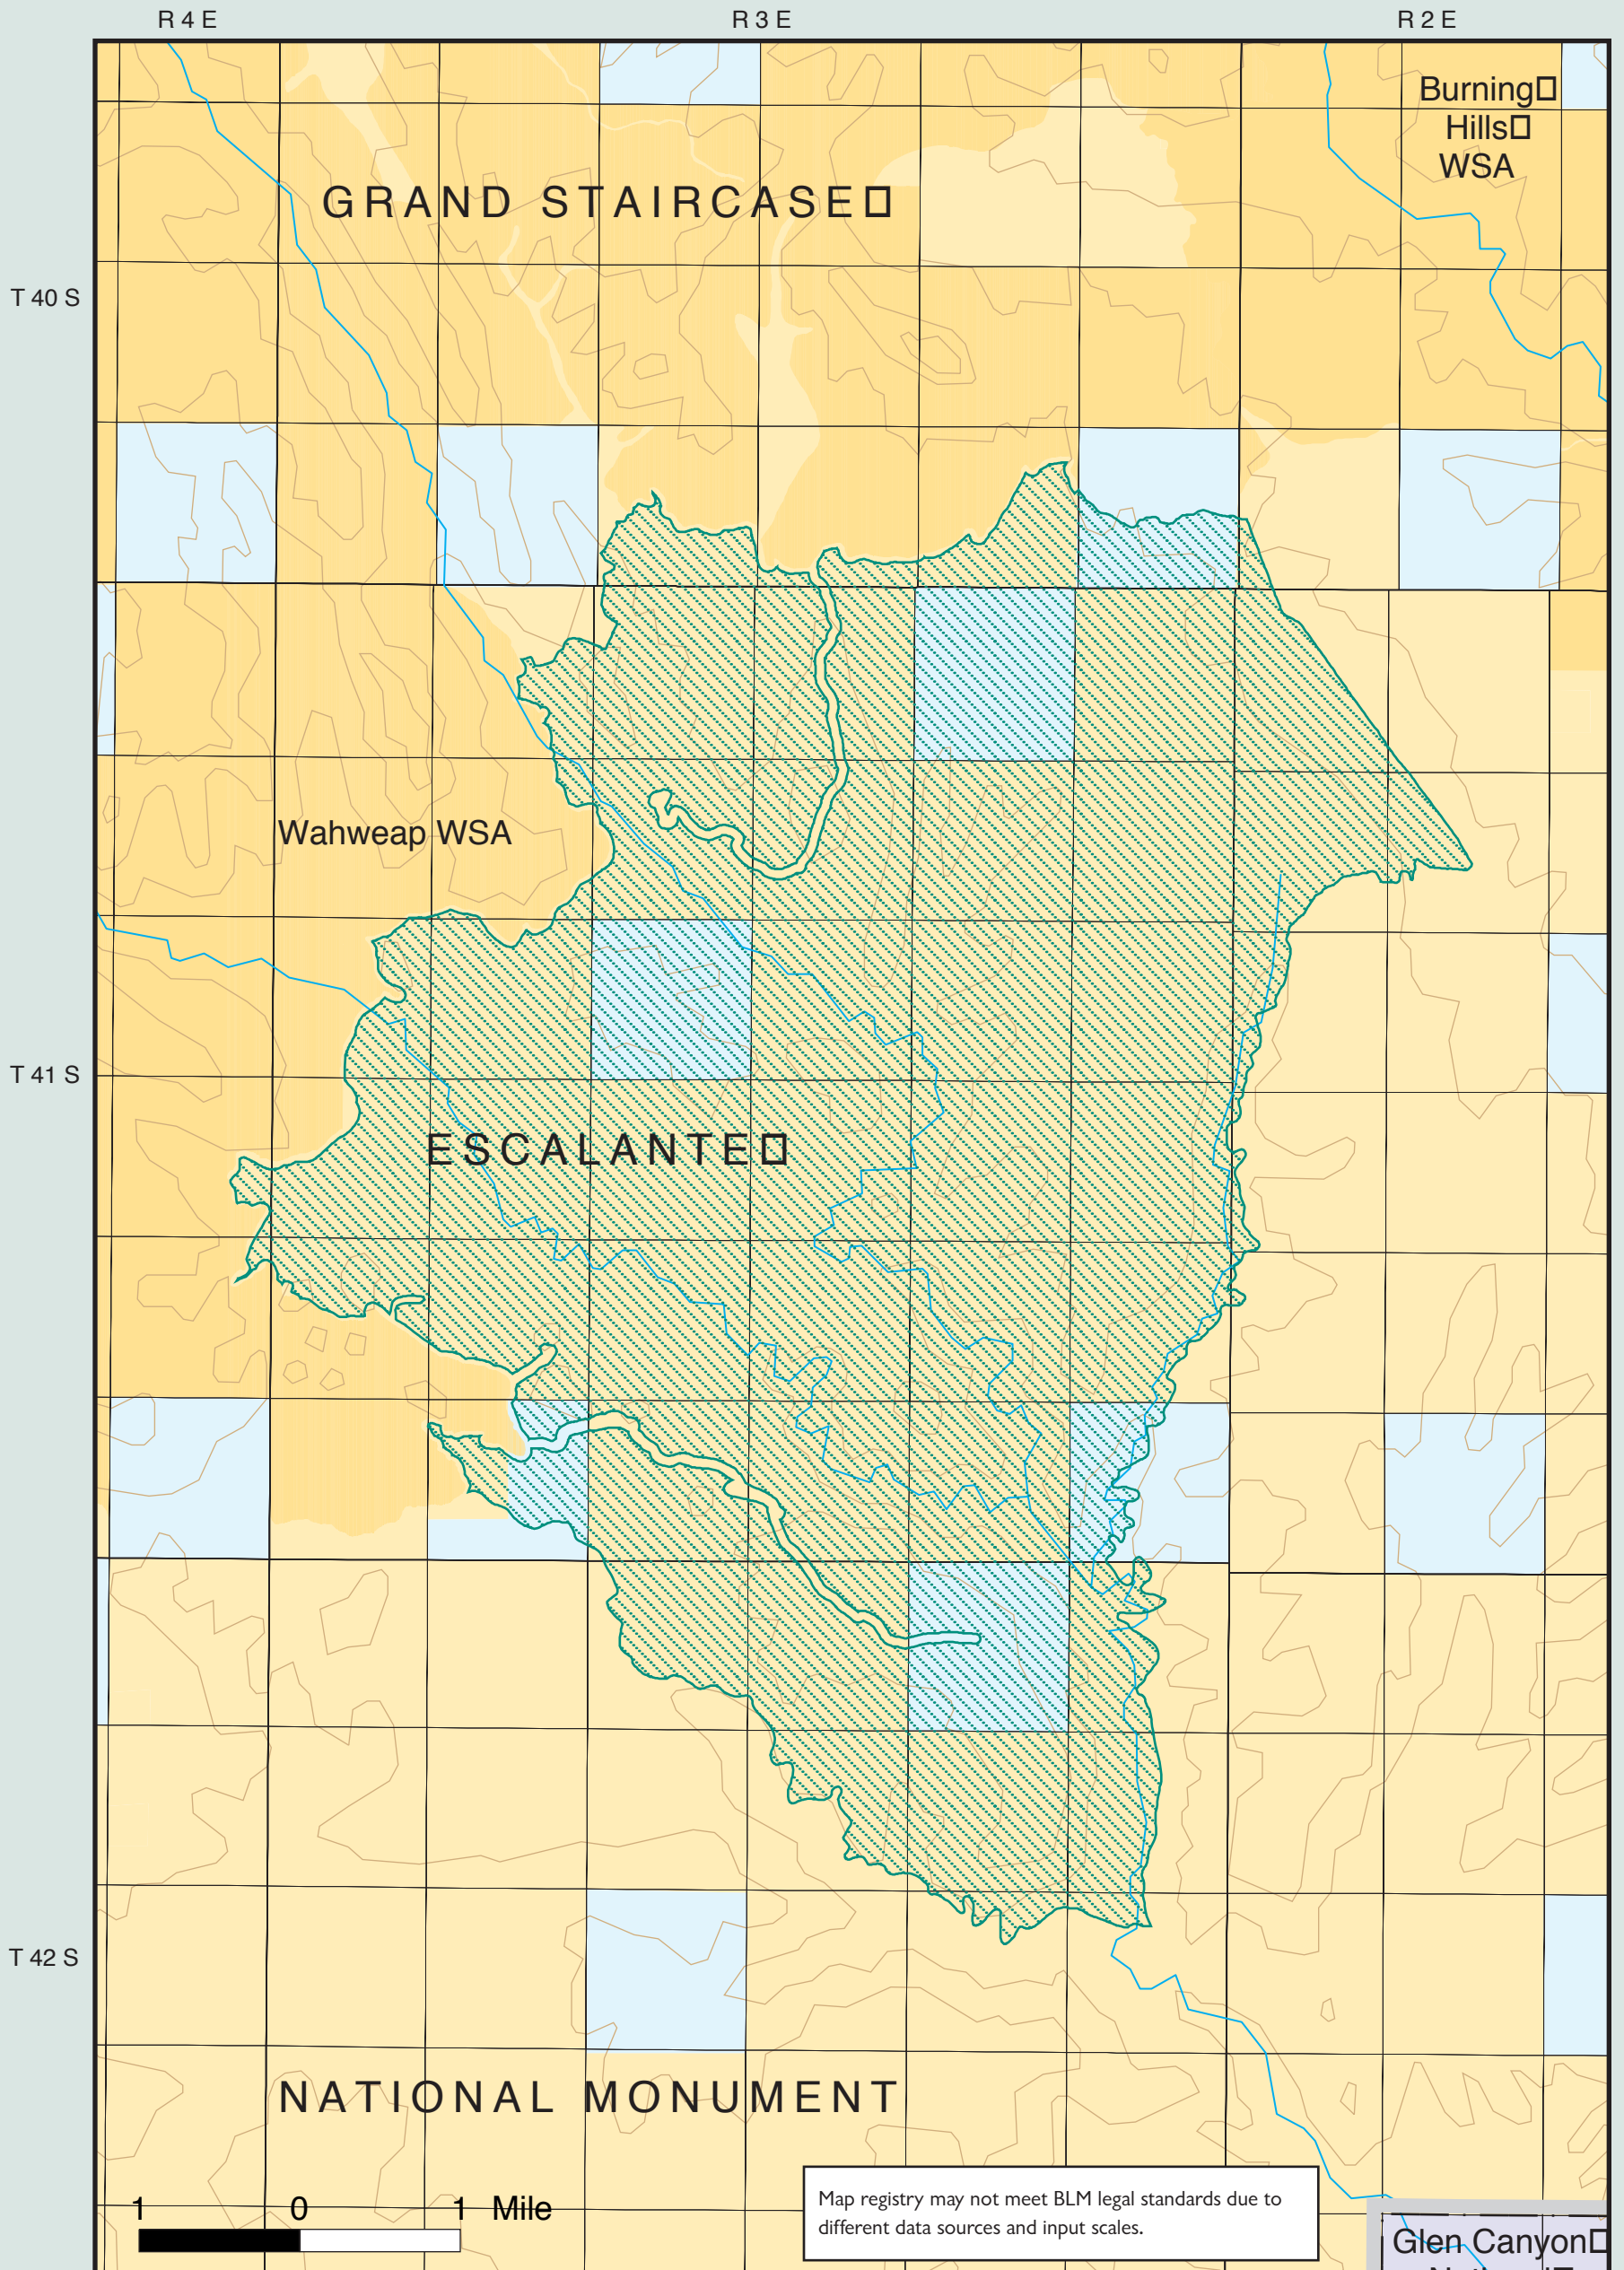 R 4 E R 3 E R 2 E
Burning
Hills
WSA
GRAND STAIRCASE
T 40 S
Wahweap WSA
T 41 S
ESCALANTE
T 42 S
NATIONAL MONUMENT
1 0 1 Mile
Map registry may not meet BLM legal standards due to
different data sources and input scales.
Glen Canyon